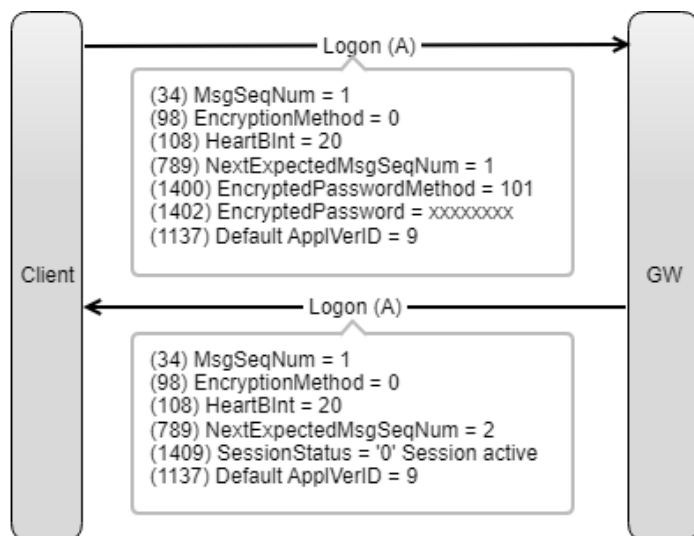 Logon (A)
(34) MsgSeqNum = 1
(98) EncryptionMethod = 0
(108) HeartBInt = 20
(789) NextExpectedMsgSeqNum = 1
(1400) EncryptedPasswordMethod = 101
(1402) EncryptedPassword = xxxxxxxx
(1137) Default ApplVerID = 9
Client
GW
Logon (A)
(34) MsgSeqNum = 1
(98) EncryptionMethod = 0
(108) HeartBInt = 20
(789) NextExpectedMsgSeqNum = 2
(1409) SessionStatus = '0' Session active
(1137) Default ApplVerID = 9